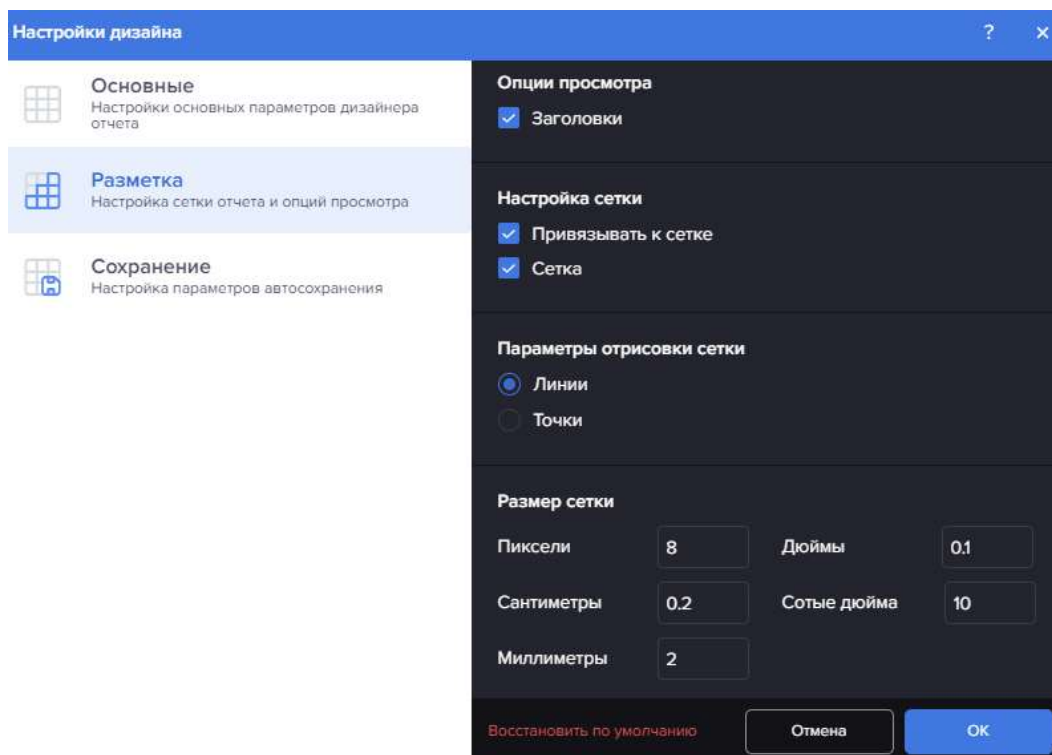 Настройки дизайна
?
×
Основные
Настройки основных параметров дизайнера
отчета
Разметка
Настройка сетки отчета и опций просмотра
Сохранение
Настройка параметров автосохранения
Опции просмотра
Заголовки
Настройка сетки
Привязывать к сетке
Сетка
Параметры отрисовки сетки
Линии
Точки
Размер сетки
Пиксели 8 Дюймы 0.1
Сантиметры 0.2 Сотые дюйма 10
Миллиметры 2
Восстановить по умолчанию Отмена ОК